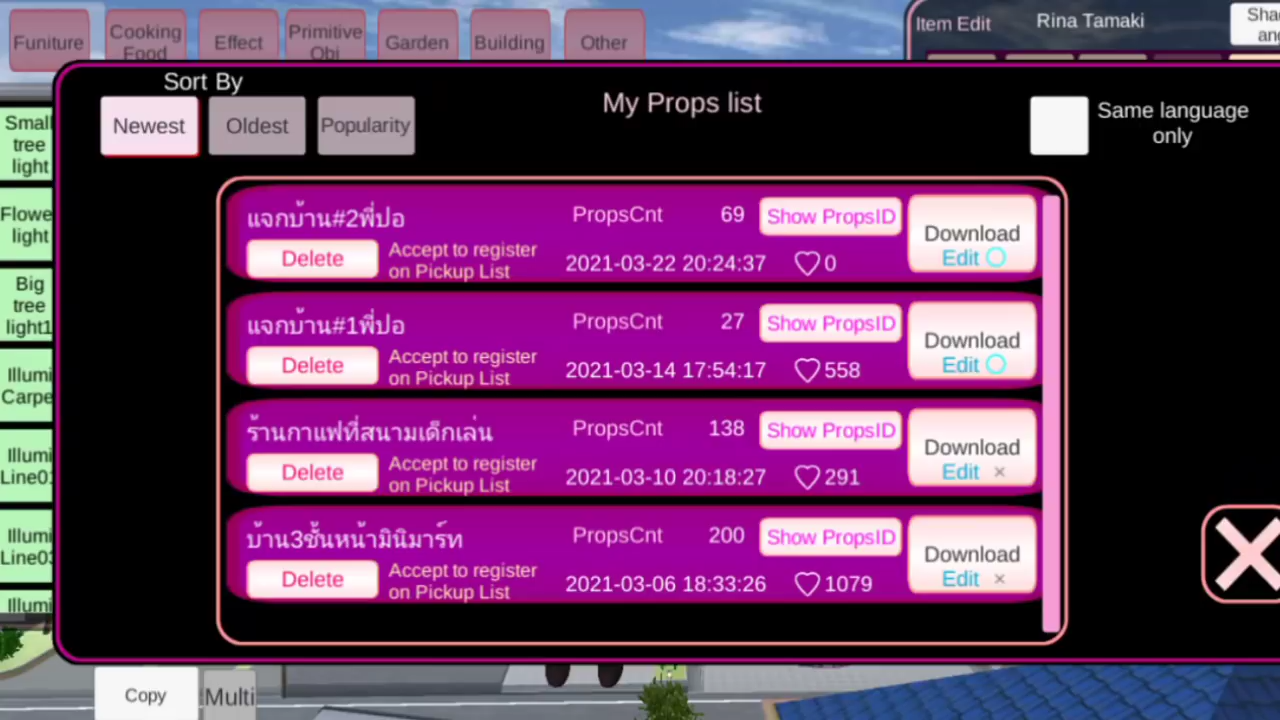 Funiture
Cooking
Food
Effect
Primitive
Obj
Garden
Building
Other
Item Edit
Rina Tamaki
Sort By
Newest
Oldest
Popularity
My Props list
Same language
only
Small
tree
light
light
Big
tree
light1
แจกบ้าน#2พี่ปอ
PropsCnt 69
Show PropsID
Download
Delete
Accept to register
on Pickup List
2021-03-22 20:24:37
0
Edit
แจกบ้าน#1พี่ปอ
PropsCnt 27
Show PropsID
Download
Delete
Accept to register
on Pickup List
2021-03-14 17:54:17
558
Edit
ร้านกาแฟที่สนามเด็กเล่น
PropsCnt 138
Show PropsID
Download
Delete
Accept to register
on Pickup List
2021-03-10 20:18:27
291
Edit ×
บ้าน3ชั้นหน้ามินิมาร์ท
PropsCnt 200
Show PropsID
Download
Delete
Accept to register
on Pickup List
2021-03-06 18:33:26
1079
Edit ×
Illumi
Illumi
Illumi
Illumi
Copy
Multi